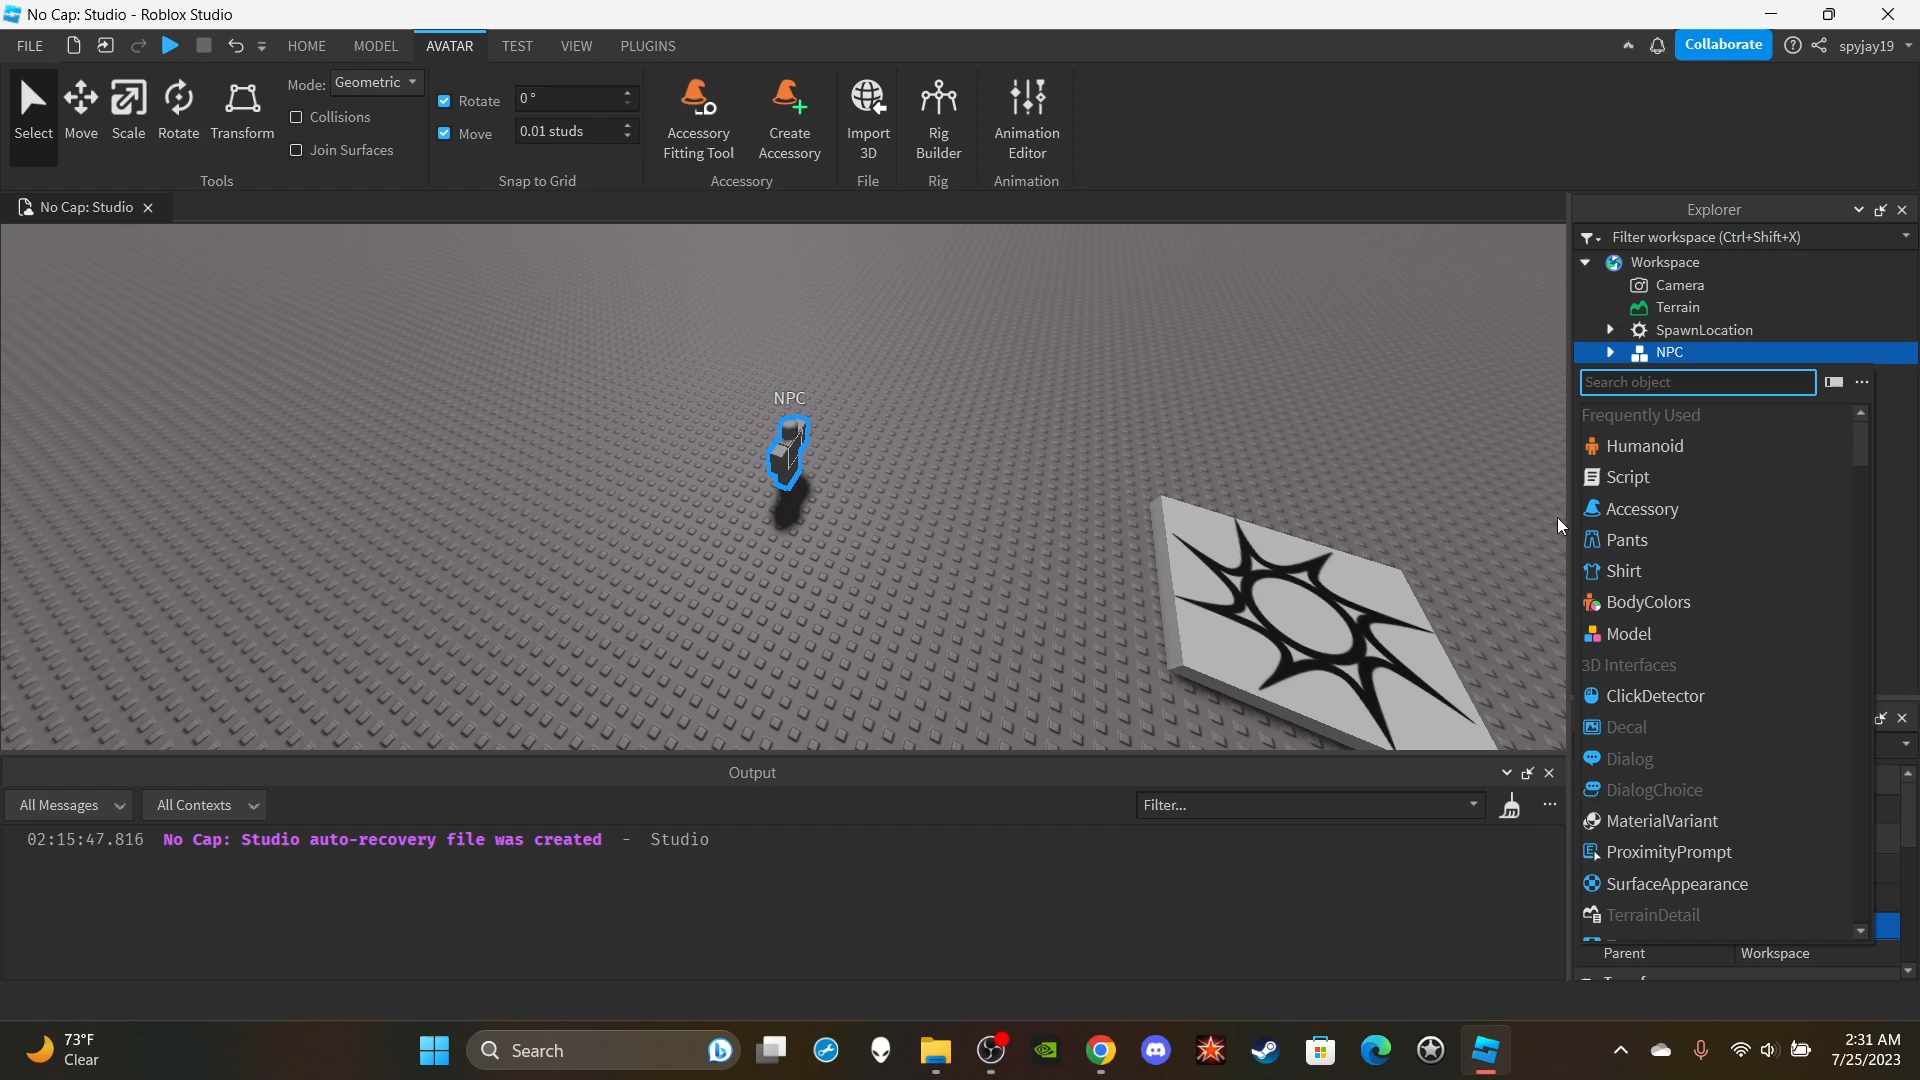 No Cap: Studio - Roblox Studio
FILE
HOME
MODEL
AVATAR
TEST
VIEW
PLUGINS
Collaborate
spyjay19
Select
Move
Scale
Rotate
Transform
Mode: Geometric
Collisions
Join Surfaces
Tools
Rotate 0 °
Move 0.01 studs
Snap to Grid
Accessory
Fitting Tool
Create
Accessory
Accessory
Import
3D
File
Rig
Builder
Rig
Animation
Editor
Animation
No Cap: Studio
Explorer
Filter workspace (Ctrl+Shift+X)
Workspace
Camera
Terrain
SpawnLocation
NPC
Search object
Frequently Used
Humanoid
Script
Accessory
Pants
Shirt
BodyColors
Model
3D Interfaces
ClickDetector
Decal
Dialog
DialogChoice
MaterialVariant
ProximityPrompt
SurfaceAppearance
TerrainDetail
Parent Workspace
NPC
Output
All Messages
All Contexts
Filter...
02:15:47.816 No Cap: Studio auto-recovery file was created - Studio
73°F
Clear
Search
2:31 AM
7/25/2023